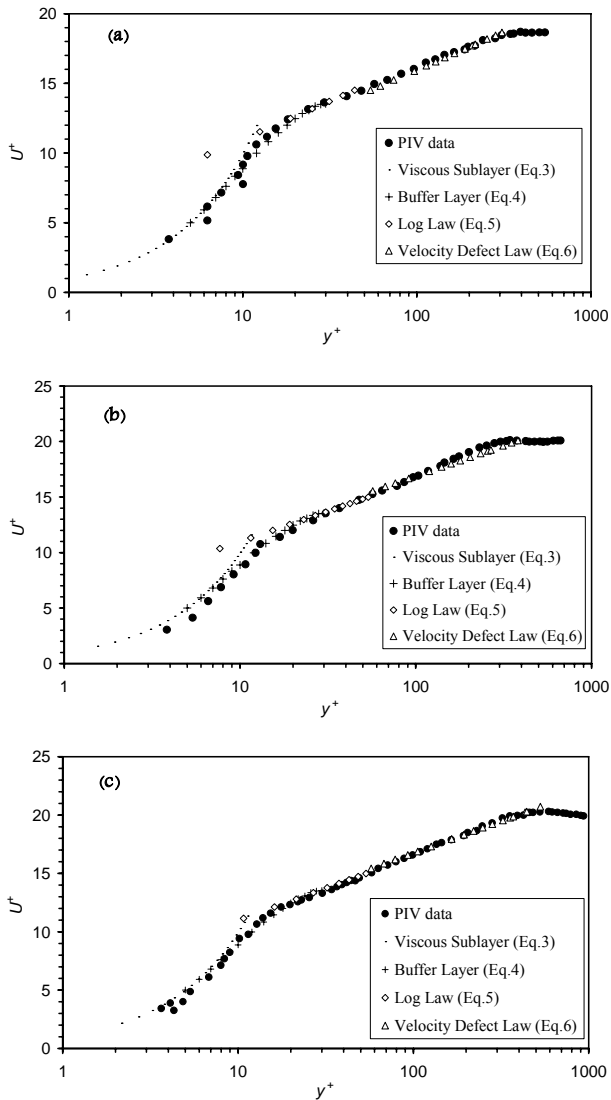 (a)
20
15
10
5
0
U+
PIV data
Viscous Sublayer (Eq.3)
Buffer Layer (Eq.4)
Log Law (Eq.5)
Velocity Defect Law (Eq.6)
1 10 100 1000
y+
(b)
25
20
15
10
5
0
U+
PIV data
Viscous Sublayer (Eq.3)
Buffer Layer (Eq.4)
Log Law (Eq.5)
Velocity Defect Law (Eq.6)
1 10 100 1000
y+
(c)
25
20
15
10
5
0
U+
PIV data
Viscous Sublayer (Eq.3)
Buffer Layer (Eq.4)
Log Law (Eq.5)
Velocity Defect Law (Eq.6)
1 10 100 1000
y+